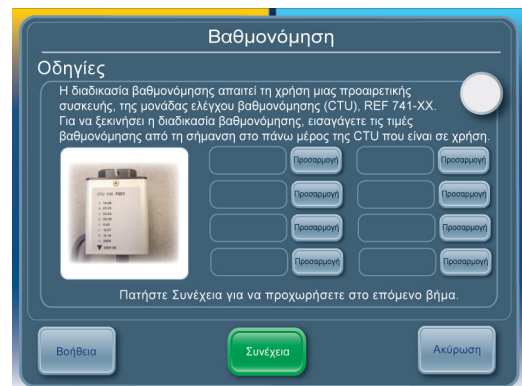 Βαθμονόμηση
Οδηγίες
Η διαδικασία βαθμονόμησης απαιτεί τη χρήση μιας προαιρετικής
συσκευής, της μονάδας ελέγχου βαθμονόμησης (CTU), REF 741-XX.
Για να ξεκινήσει η διαδικασία βαθμονόμησης, εισαγάγετε τις τιμές
βαθμονόμησης από τη σήμανση στο πάνω μέρος της CTU που είναι σε χρήση.
Προσαρμογή Προσαρμογή
Προσαρμογή Προσαρμογή
Προσαρμογή Προσαρμογή
Προσαρμογή Προσαρμογή
Πατήστε Συνέχεια για να προχωρήσετε στο επόμενο βήμα.
Βοήθεια Συνέχεια Ακύρωση